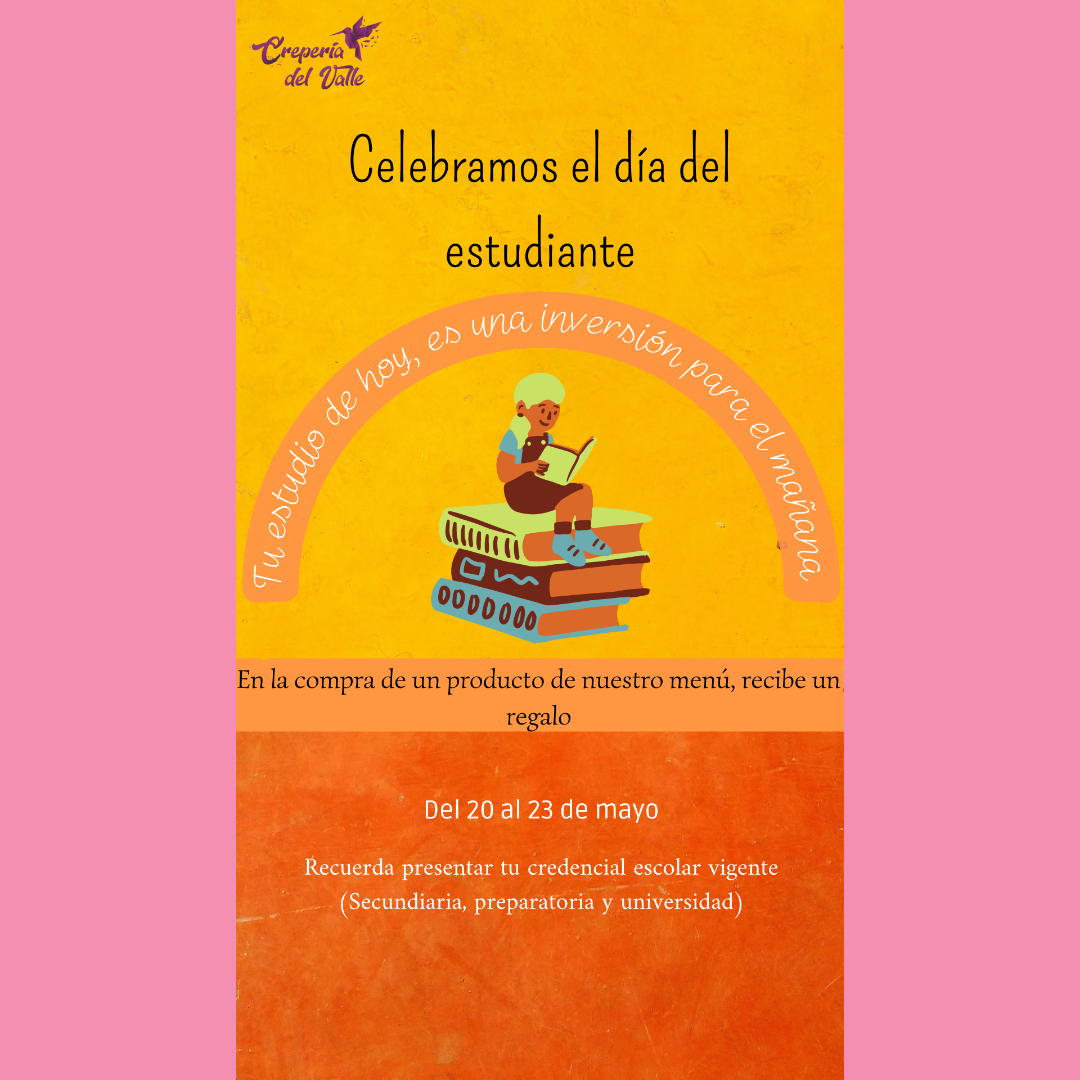 Crepería
del Valle
Celebramos el día del
estudiante
Tu estudio de hoy, es una inversión para el mañana
En la compra de un producto de nuestro menú, recibe un
regalo
Del 20 al 23 de mayo
Recuerda presentar tu credencial escolar vigente
(Secundiaria, preparatoria y universidad)